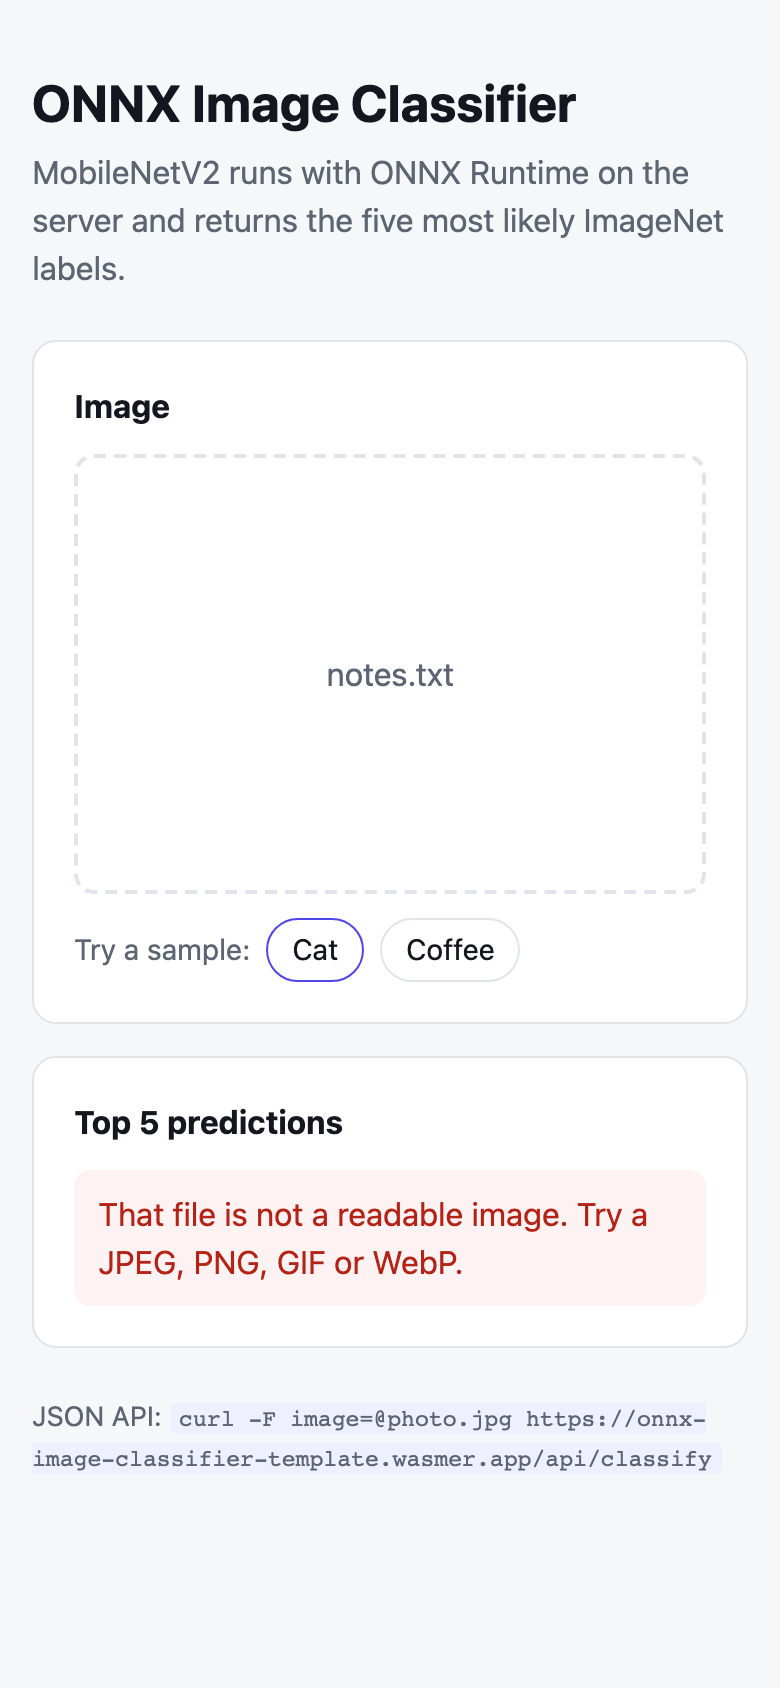 ONNX Image Classifier
MobileNetV2 runs with ONNX Runtime on the
server and returns the five most likely ImageNet
labels.
Image
notes.txt
Try a sample: Cat Coffee
Top 5 predictions
That file is not a readable image. Try a
JPEG, PNG, GIF or WebP.
JSON API: curl -F image=@photo.jpg https://onnx-
image-classifier-template.wasmer.app/api/classify